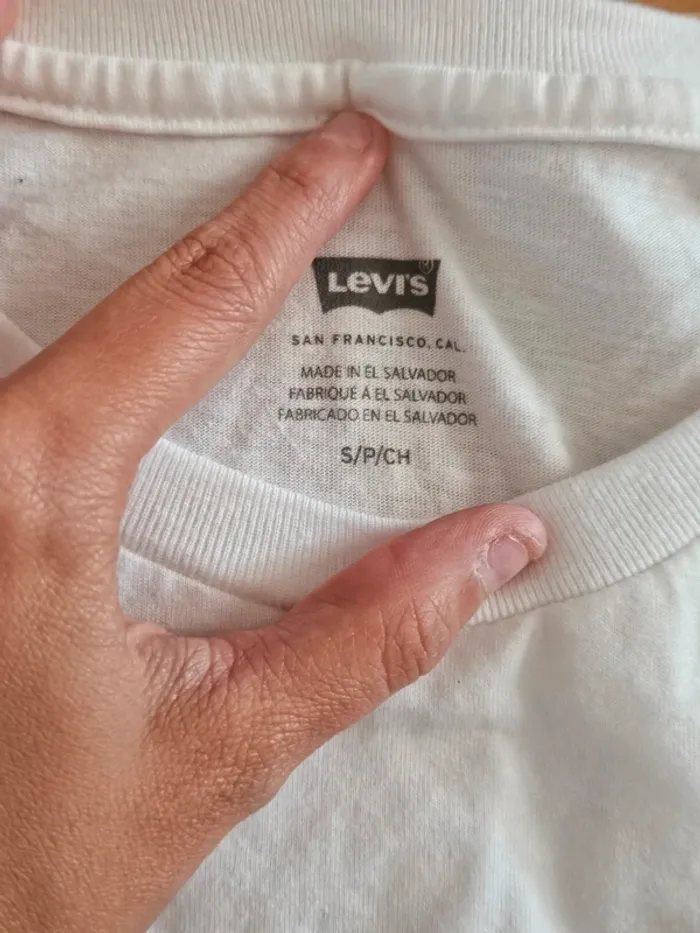 Levi's ®
SAN FRANCISCO, CAL.
MADE IN EL SALVADOR
FABRIQUÉ À EL SALVADOR
FABRICADO EN EL SALVADOR
S/P/CH